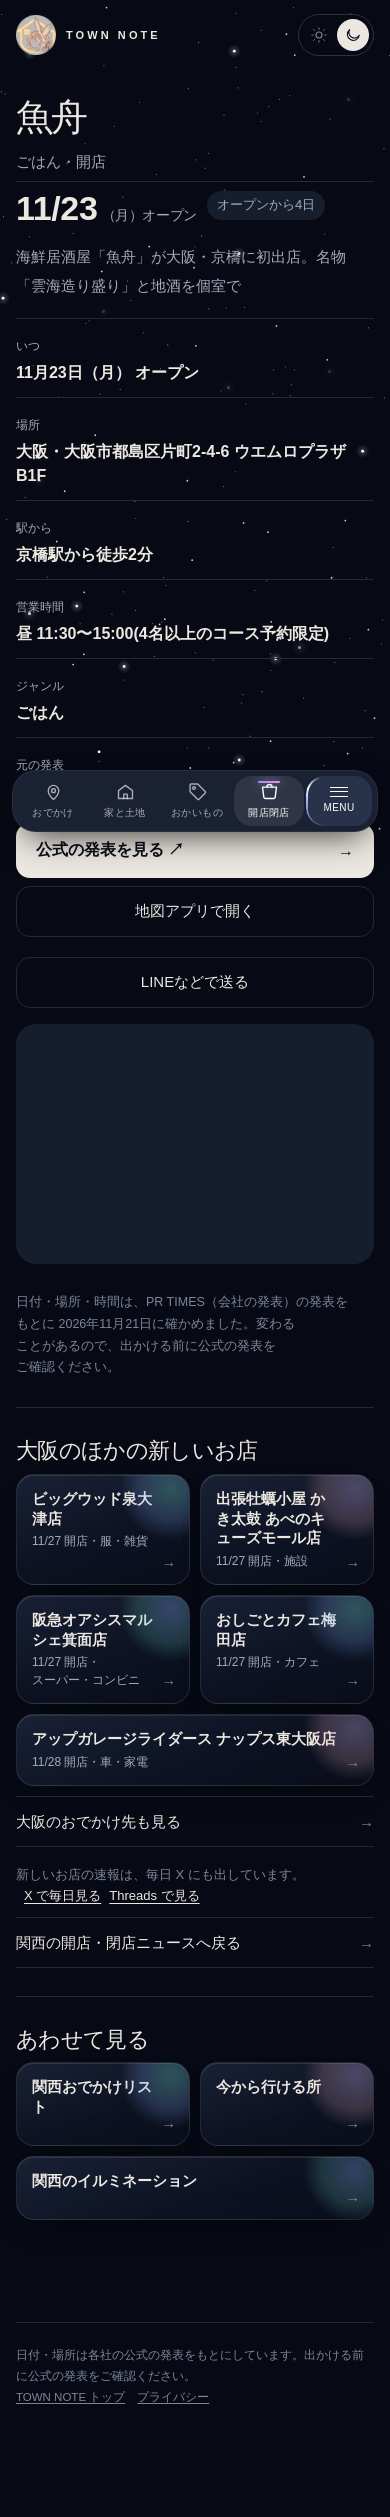 TOWN NOTE
魚舟
ごはん・開店
11/23 （月）オープン オープンから4日
海鮮居酒屋「魚舟」が大阪・京橋に初出店。名物
「雲海造り盛り」と地酒を個室で
いつ
11月23日（月） オープン
場所
大阪・大阪市都島区片町2-4-6 ウエムロプラザ
B1F
駅から
京橋駅から徒歩2分
営業時間
昼 11:30〜15:00(4名以上のコース予約限定)
ジャンル
ごはん
元の発表
おでかけ 家と土地 おかいもの 開店閉店 MENU
公式の発表を見る ↗ →
地図アプリで開く
LINEなどで送る
日付・場所・時間は、PR TIMES（会社の発表）の発表を
もとに 2026年11月21日に確かめました。変わる
ことがあるので、出かける前に公式の発表を
ご確認ください。
大阪のほかの新しいお店
ビッグウッド泉大
津店
11/27 開店・服・雑貨
→
出張牡蠣小屋 か
き太鼓 あべのキ
ューズモール店
11/27 開店・施設
→
阪急オアシスマル
シェ箕面店
11/27 開店・
スーパー・コンビニ
→
おしごとカフェ梅
田店
11/27 開店・カフェ
→
アップガレージライダース ナップス東大阪店
11/28 開店・車・家電
→
大阪のおでかけ先も見る →
新しいお店の速報は、毎日 X にも出しています。
X で毎日見る Threads で見る
関西の開店・閉店ニュースへ戻る →
あわせて見る
関西おでかけリス
ト
→
今から行ける所
→
関西のイルミネーション
→
日付・場所は各社の公式の発表をもとにしています。出かける前
に公式の発表をご確認ください。
TOWN NOTE トップ プライバシー